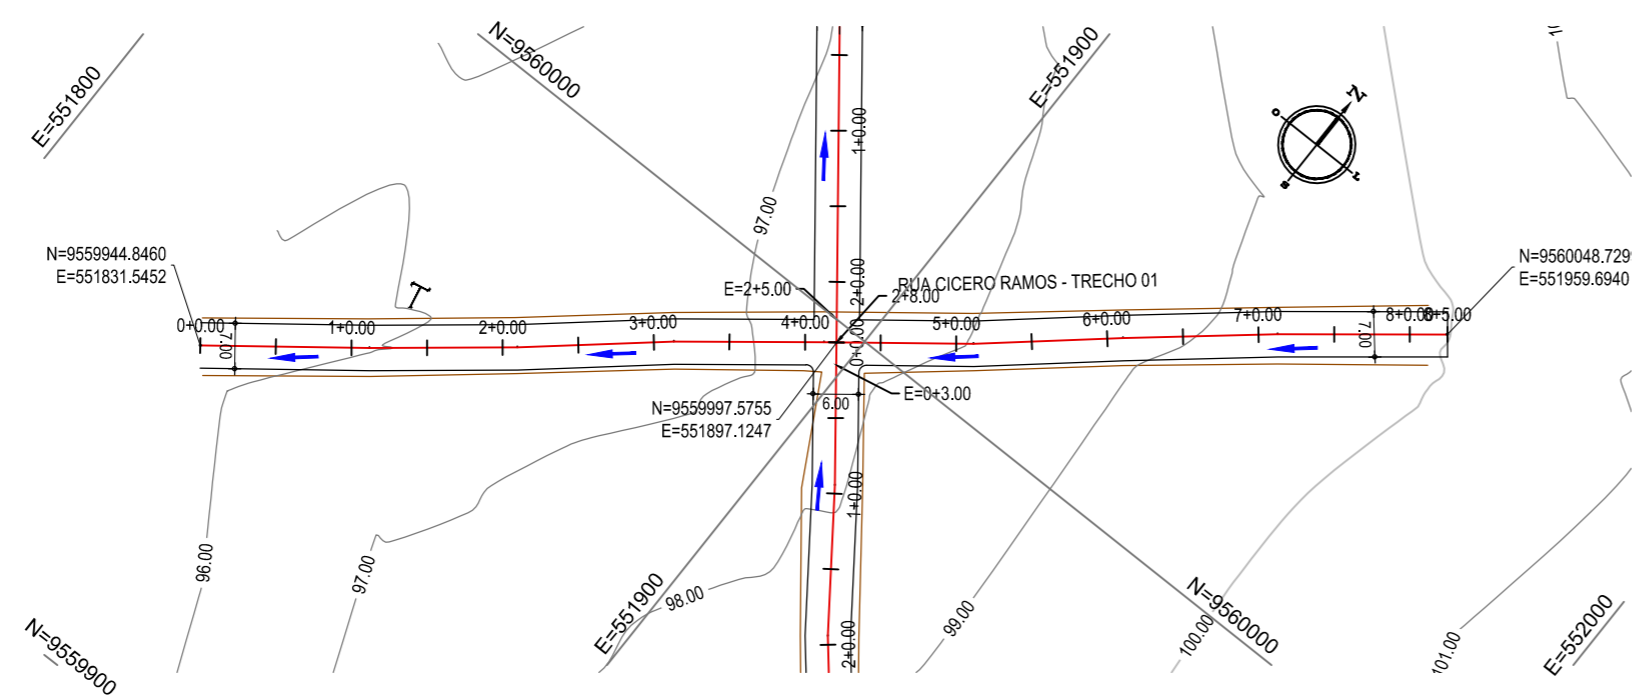 E=551800
N=9560000
E=551900
1+0.00
97.00
N
O
S
N=9559944.8460
E=551831.5452
E=2+5.00
2+0.00
RUA CICERO RAMOS - TRECHO 01
2+8.00
N=9560048.729
E=551959.6940
0+0.00
1+0.00
2+0.00
3+0.00
4+0.00
5+0.00
6+0.00
7+0.00
8+0.00
8+5.00
7.00
0+0.00
7.00
E=0+3.00
6.00
N=9559997.5755
E=551897.1247
1+0.00
96.00
97.00
98.00
99.00
100.00
101.00
2+0.00
E=551900
N=9560000
E=552000
N=9559900